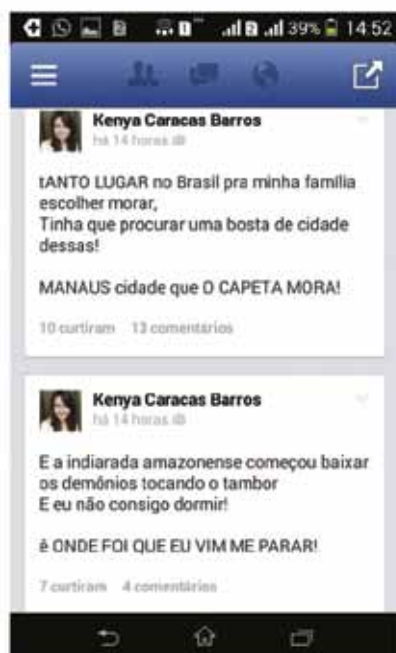 39% 14:52
Kenya Caracas Barros
há 14 horas
tANTO LUGAR no Brasil pra minha família
escolher morar,
Tinha que procurar uma bosta de cidade
dessas!
MANAUS cidade que O CAPETA MORA!
10 curtiram 13 comentários
Kenya Caracas Barros
há 14 horas
E a indiarada amazonense começou baixar
os demônios tocando o tambor
E eu não consigo dormir!
ê ONDE FOI QUE EU VIM ME PARAR!
7 curtiram 4 comentários